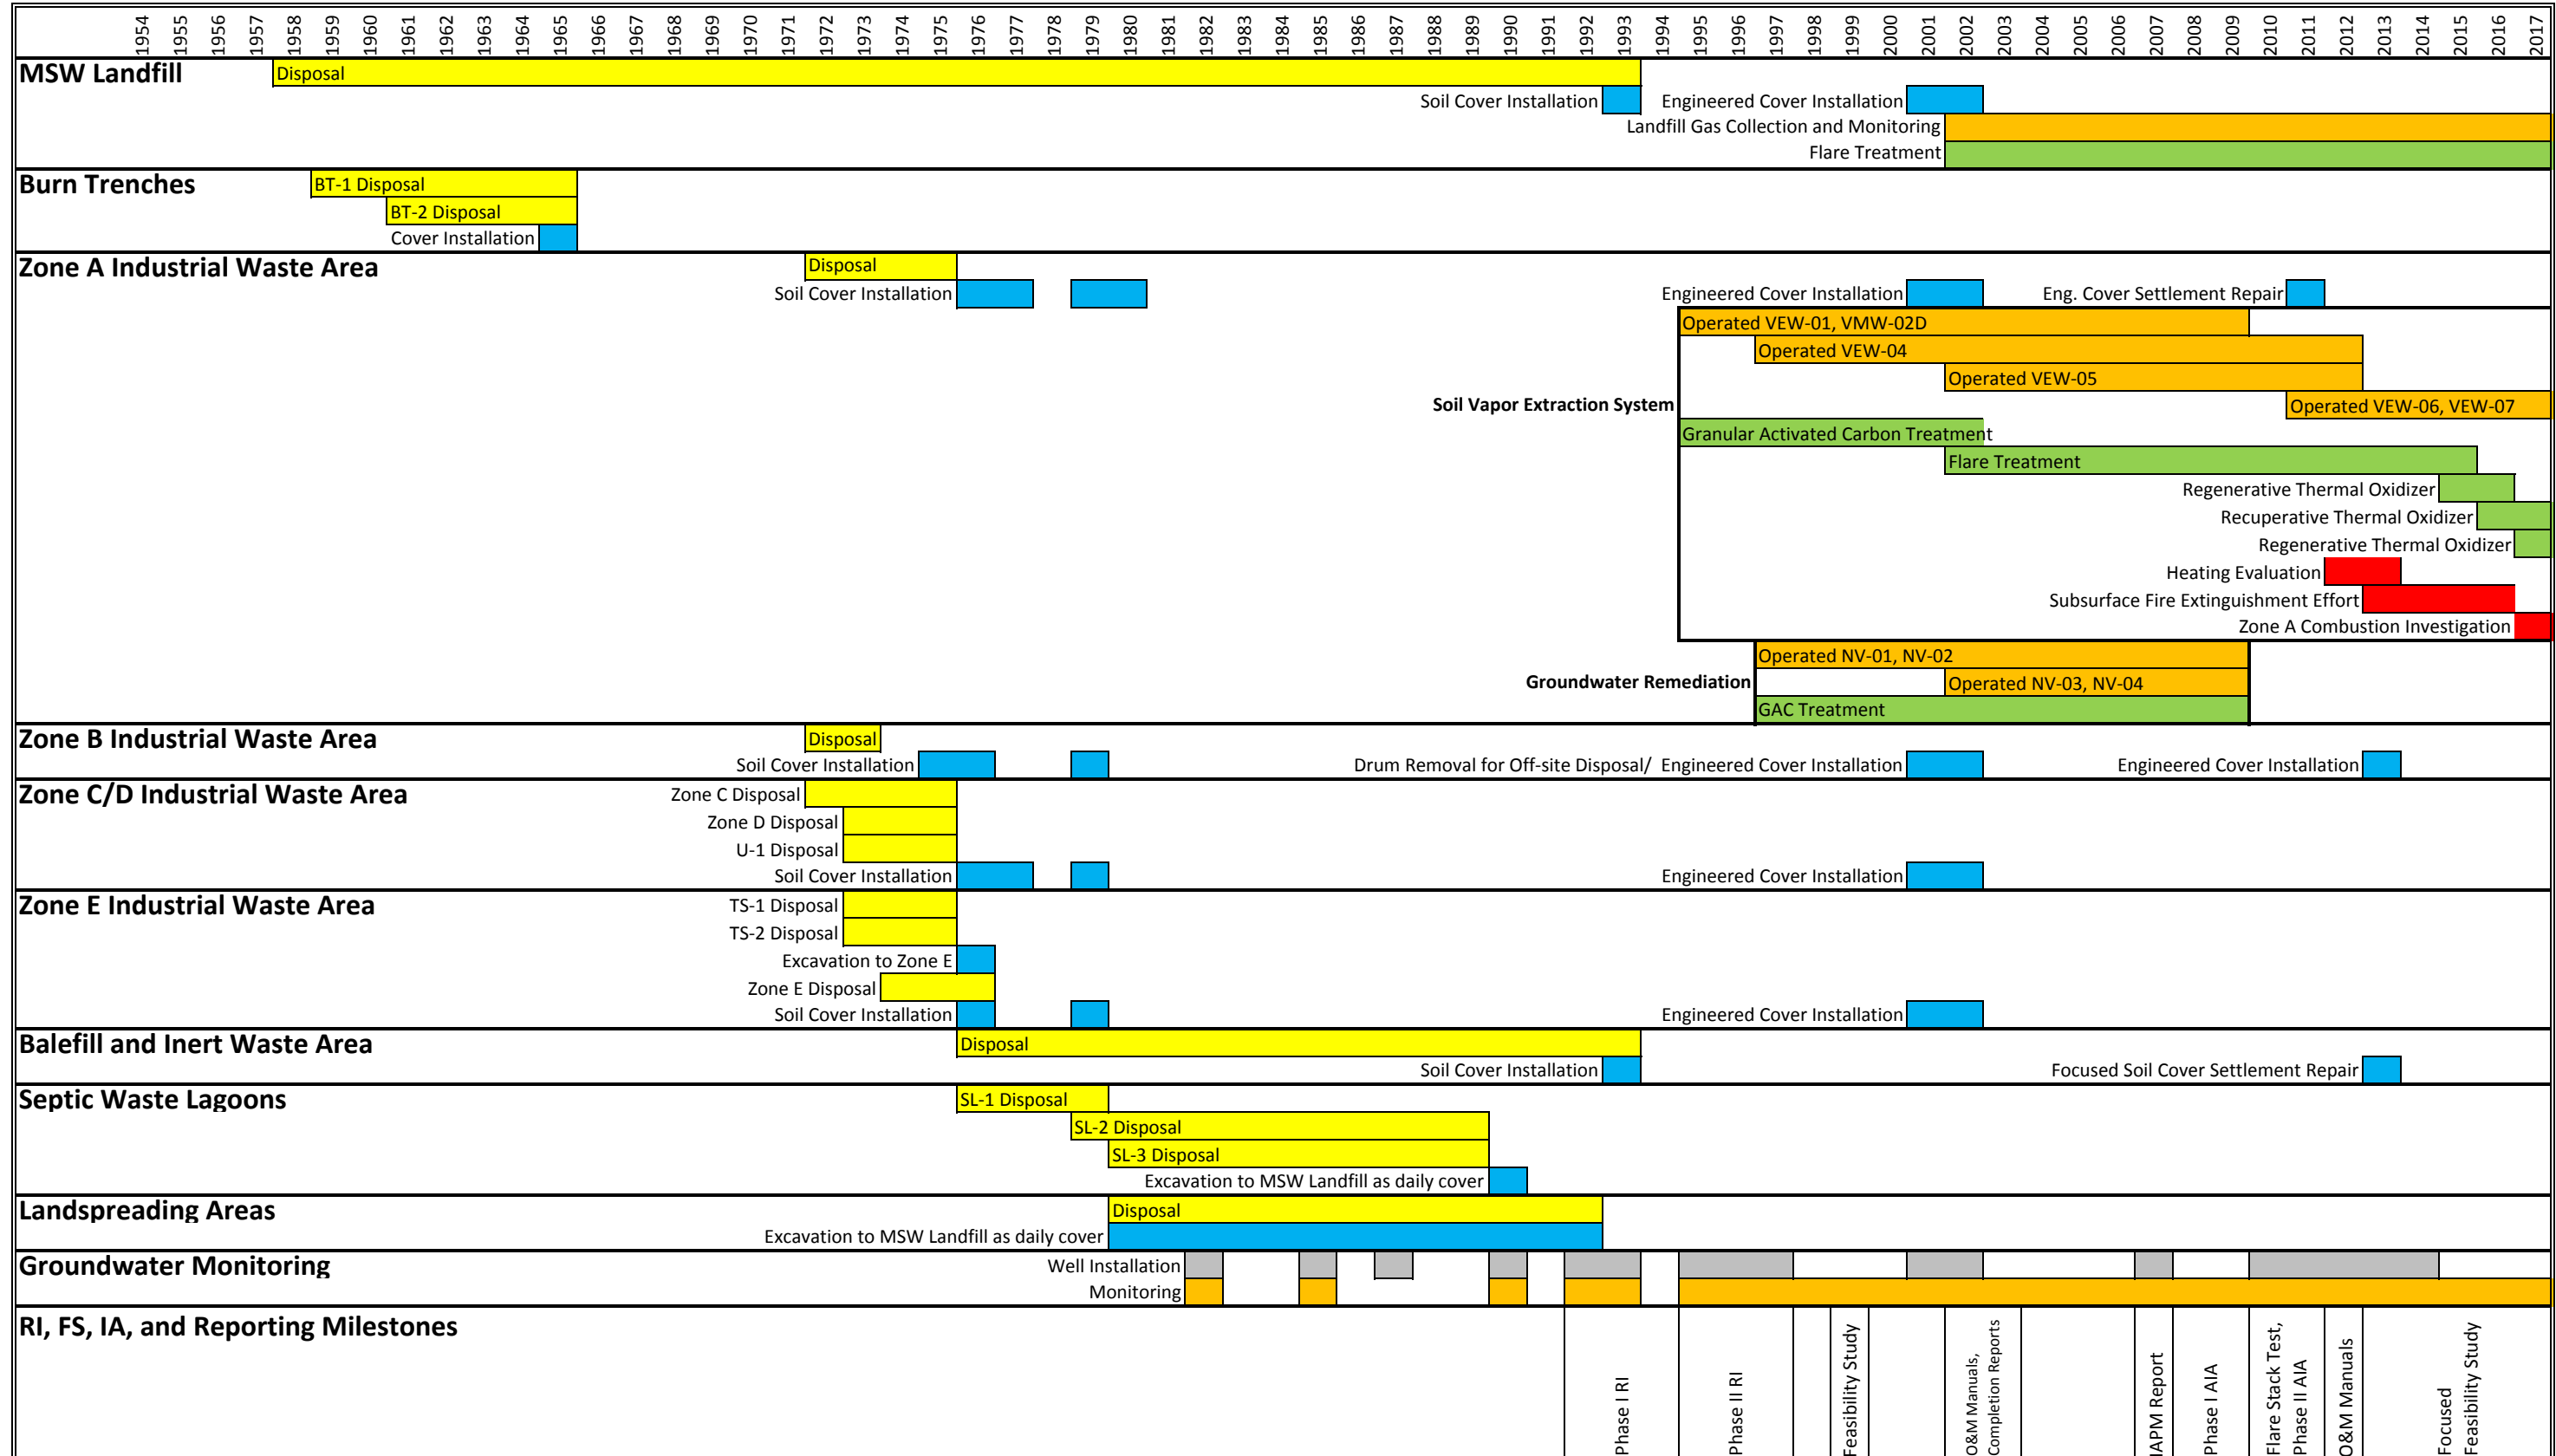 1954 1955 1956 1957 1958 1959 1960 1961 1962 1963 1964 1965 1966 1967 1968 1969 1970 1971 1972 1973 1974 1975 1976 1977 1978 1979 1980 1981 1982 1983 1984 1985 1986 1987 1988 1989 1990 1991 1992 1993 1994 1995 1996 1997 1998 1999 2000 2001 2002 2003 2004 2005 2006 2007 2008 2009 2010 2011 2012 2013 2014 2015 2016 2017
MSW Landfill
Disposal
Soil Cover Installation
Engineered Cover Installation
Landfill Gas Collection and Monitoring
Flare Treatment
Burn Trenches
BT-1 Disposal
BT-2 Disposal
Cover Installation
Zone A Industrial Waste Area
Disposal
Soil Cover Installation
Engineered Cover Installation
Eng. Cover Settlement Repair
Operated VEW-01, VMW-02D
Operated VEW-04
Operated VEW-05
Soil Vapor Extraction System
Operated VEW-06, VEW-07
Granular Activated Carbon Treatment
Flare Treatment
Regenerative Thermal Oxidizer
Recuperative Thermal Oxidizer
Regenerative Thermal Oxidizer
Heating Evaluation
Subsurface Fire Extinguishment Effort
Zone A Combustion Investigation
Operated NV-01, NV-02
Groundwater Remediation
Operated NV-03, NV-04
GAC Treatment
Zone B Industrial Waste Area
Disposal
Soil Cover Installation
Drum Removal for Off-site Disposal/ Engineered Cover Installation
Engineered Cover Installation
Zone C/D Industrial Waste Area
Zone C Disposal
Zone D Disposal
U-1 Disposal
Soil Cover Installation
Engineered Cover Installation
Zone E Industrial Waste Area
TS-1 Disposal
TS-2 Disposal
Excavation to Zone E
Zone E Disposal
Soil Cover Installation
Engineered Cover Installation
Balefill and Inert Waste Area
Disposal
Soil Cover Installation
Focused Soil Cover Settlement Repair
Septic Waste Lagoons
SL-1 Disposal
SL-2 Disposal
SL-3 Disposal
Excavation to MSW Landfill as daily cover
Landspreading Areas
Disposal
Excavation to MSW Landfill as daily cover
Groundwater Monitoring
Well Installation
Monitoring
RI, FS, IA, and Reporting Milestones
Phase I RI
Phase II RI
Feasibility Study
O&M Manuals,
Completion Reports
IAPM Report
Phase I AIA
Flare Stack Test,
Phase II AIA
O&M Manuals
Focused
Feasibility Study